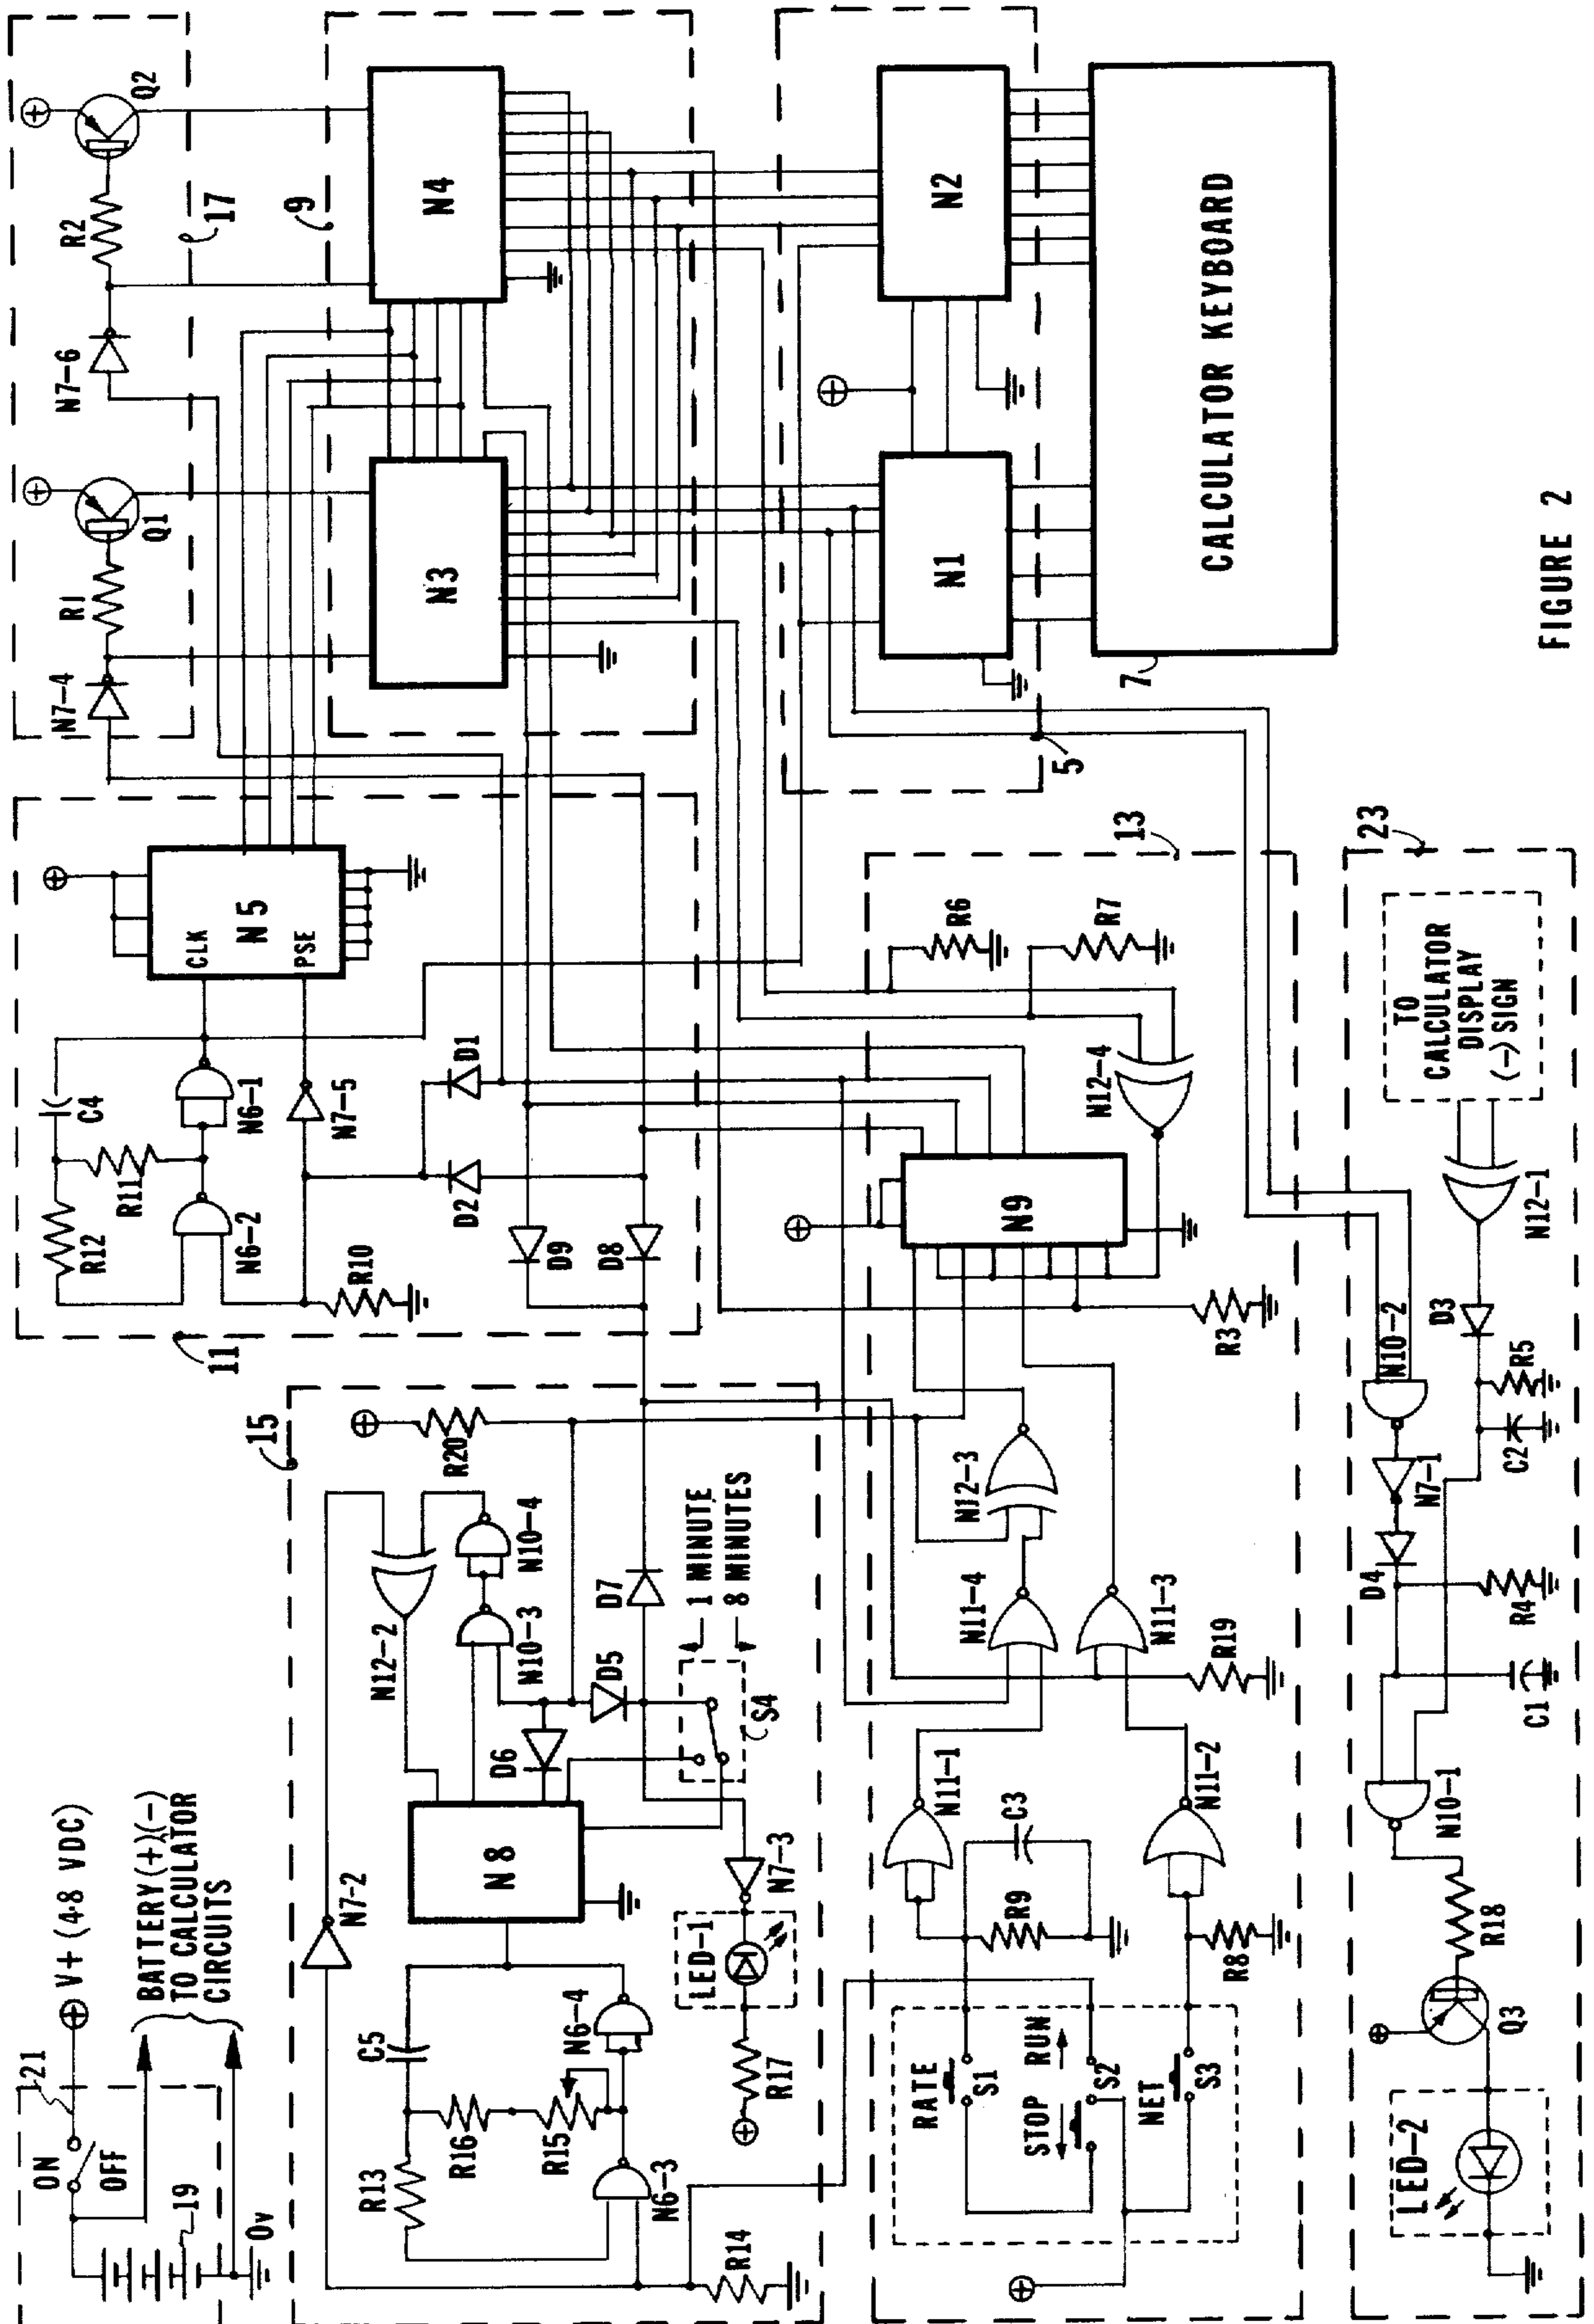 ON
OFF
21
V+ (4.8 VDC)
BATTERY (+)(-)
TO CALCULATOR
CIRCUITS
19
0v
15
N7-2
R13
C5
R16
R15
N6-3
N6-4
R14
N8
N12-2
N10-3
N10-4
R20
D6
D5
D7
1 MINUTE
8 MINUTES
S4
N7-3
LED-1
R17
11
R12
C4
R11
N6-2
N6-1
R10
N7-5
N5
CLK
PSE
D2
D1
D9
D8
17
N7-4
R1
Q1
N7-6
R2
Q2
9
N3
N4
5
N1
N2
7
CALCULATOR KEYBOARD
13
RATE
S1
STOP RUN
S2
NET
S3
R9
C3
R8
N11-1
N11-2
N11-4
N11-3
R19
N12-3
N9
N12-4
R3
R6
R7
23
LED-2
Q3
R18
N10-1
C1
R4
D4
N7-1
N10-2
C2
R5
D3
N12-1
TO
CALCULATOR
DISPLAY
(-) SIGN
FIGURE 2